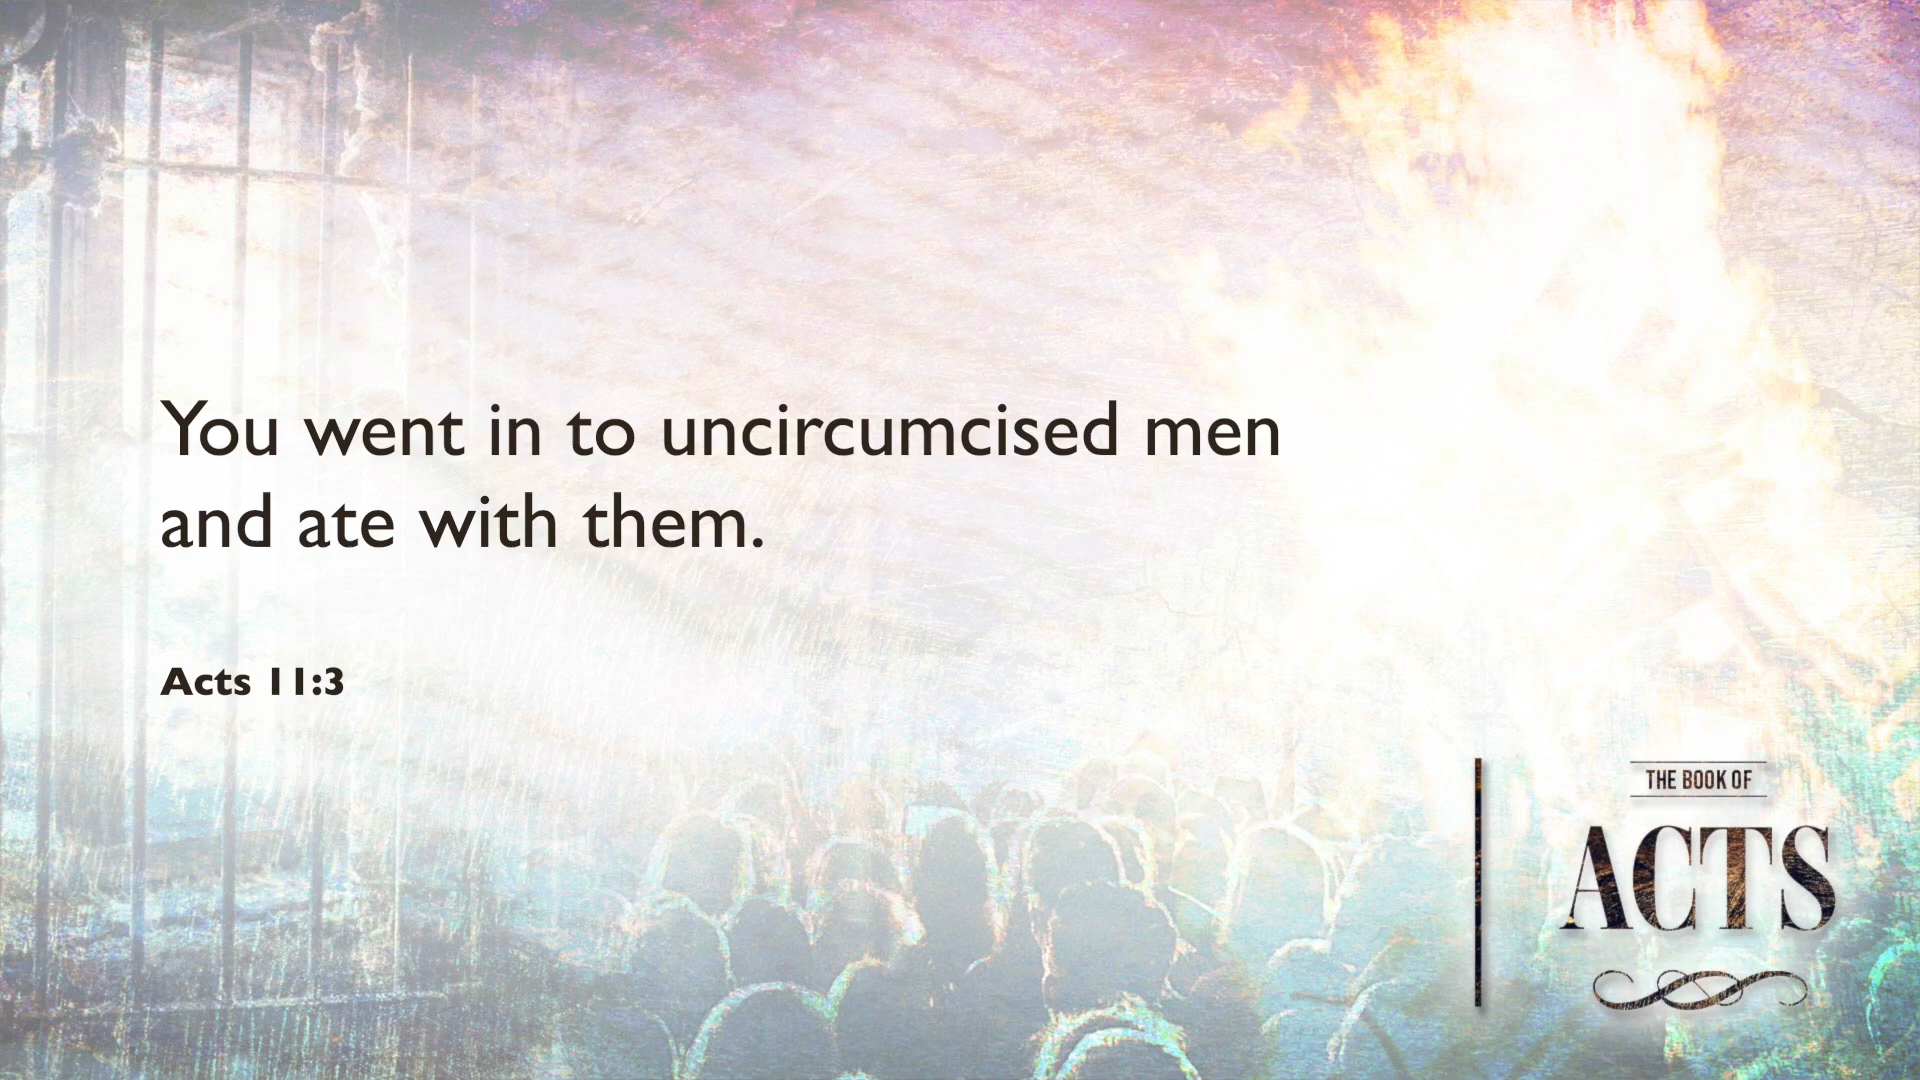 You went in to uncircumcised men
and ate with them.
Acts 11:3
THE BOOK OF
ACTS